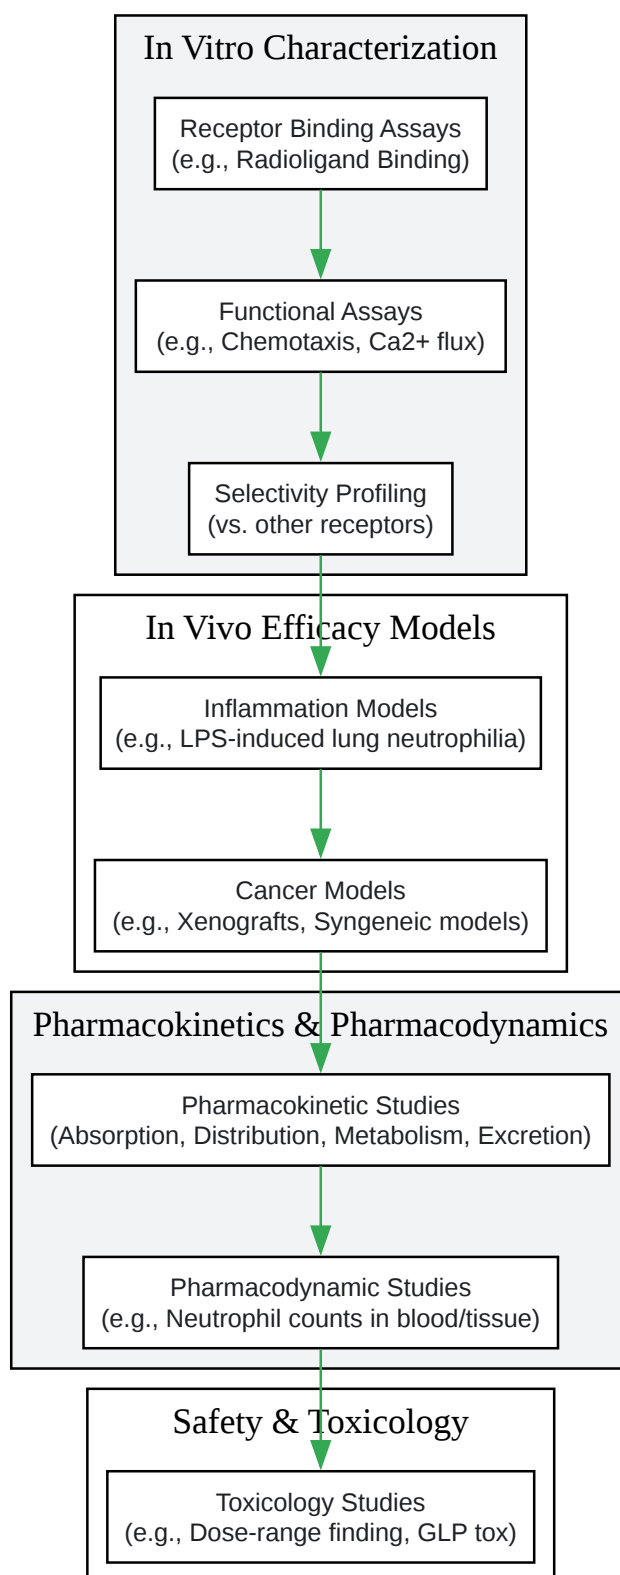 In Vitro Characterization
Receptor Binding Assays
(e.g., Radioligand Binding)
Functional Assays
(e.g., Chemotaxis, Ca2+ flux)
Selectivity Profiling
(vs. other receptors)
In Vivo Efficacy Models
Inflammation Models
(e.g., LPS-induced lung neutrophilia)
Cancer Models
(e.g., Xenografts, Syngeneic models)
Pharmacokinetics & Pharmacodynamics
Pharmacokinetic Studies
(Absorption, Distribution, Metabolism, Excretion)
Pharmacodynamic Studies
(e.g., Neutrophil counts in blood/tissue)
Safety & Toxicology
Toxicology Studies
(e.g., Dose-range finding, GLP tox)